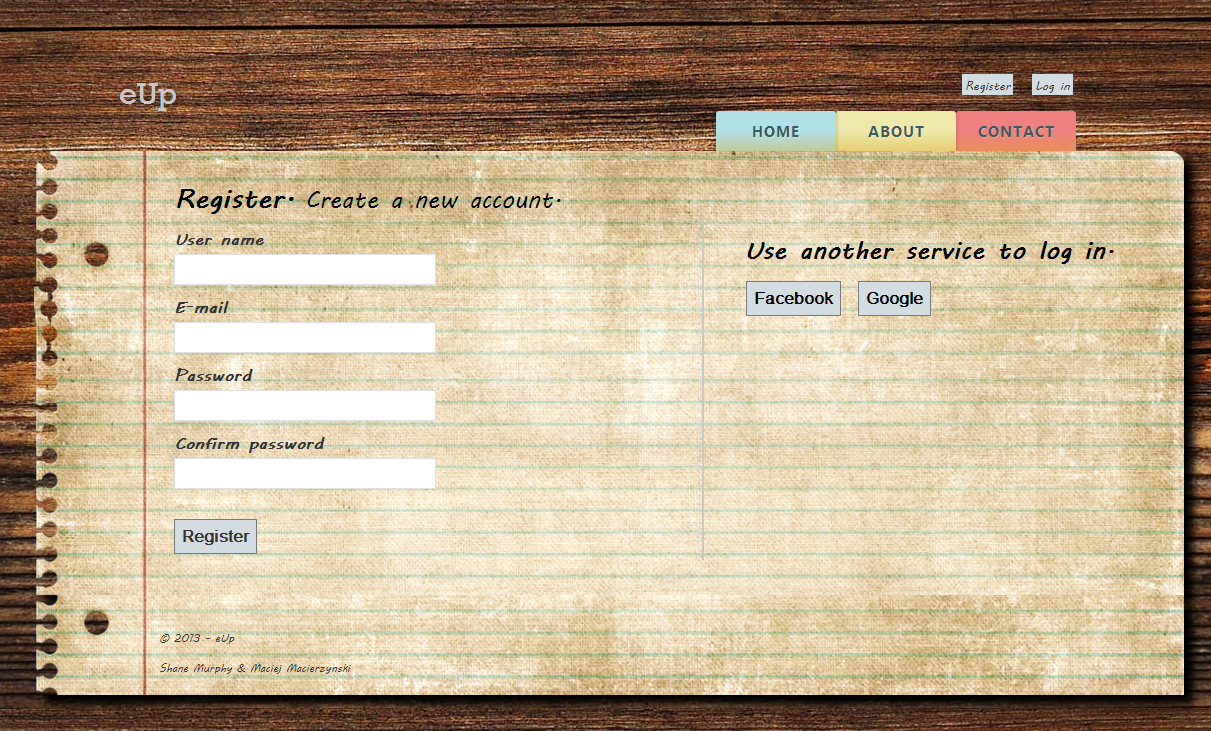 eUp
Register Log in
HOME ABOUT CONTACT
Register. Create a new account.
User name
E-mail
Password
Confirm password
Register
Use another service to log in.
Facebook Google
© 2013 - eUp
Shane Murphy & Maciej Macierzynski